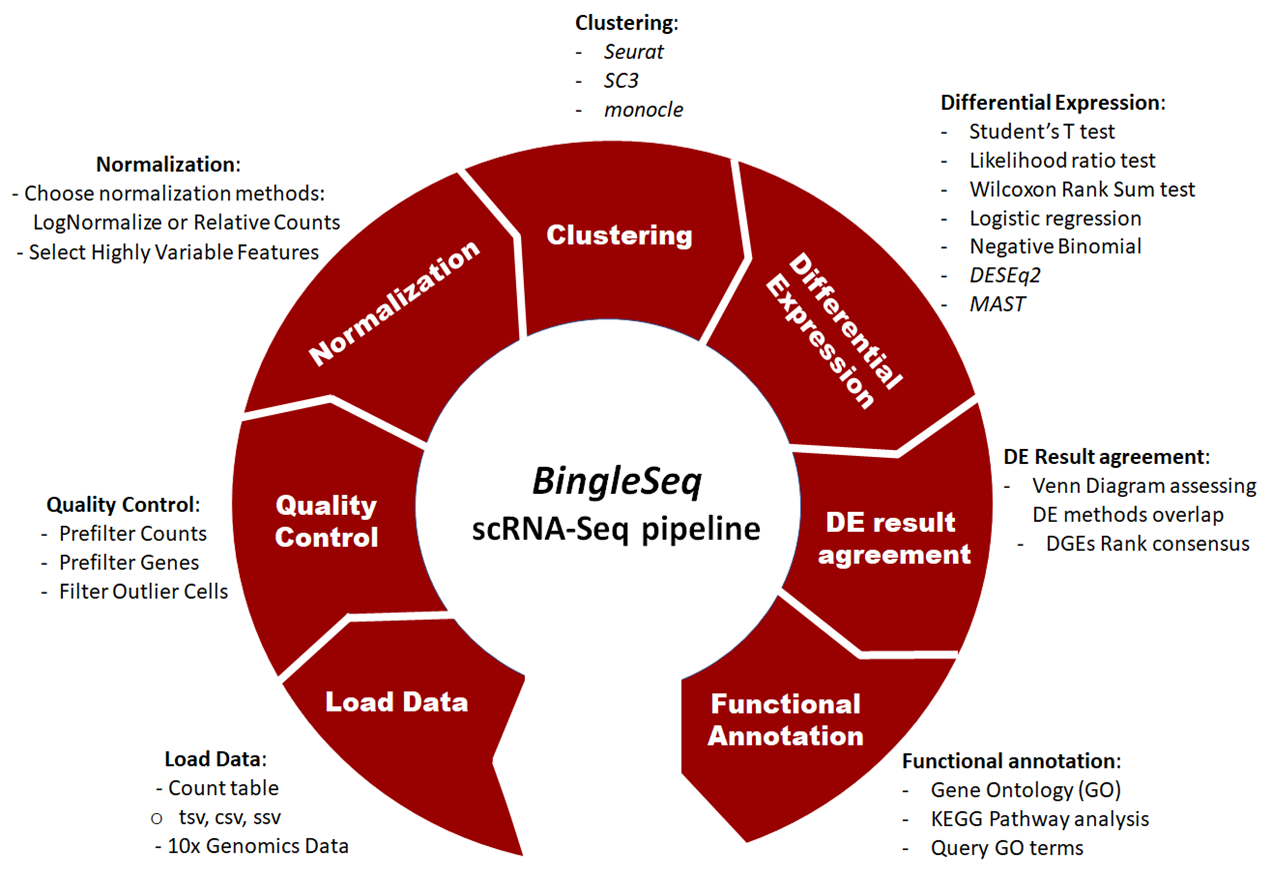 Clustering:
- Seurat
- SC3
- monocle
Differential Expression:
- Student’s T test
- Likelihood ratio test
- Wilcoxon Rank Sum test
- Logistic regression
- Negative Binomial
- DESEq2
- MAST
Normalization:
- Choose normalization methods:
LogNormalize or Relative Counts
- Select Highly Variable Features
Clustering
Normalization
Differential
Expression
BingleSeq
scRNA-Seq pipeline
Quality
Control
DE result
agreement
DE Result agreement:
- Venn Diagram assessing
DE methods overlap
- DGEs Rank consensus
Quality Control:
- Prefilter Counts
- Prefilter Genes
- Filter Outlier Cells
Load Data
Functional
Annotation
Load Data:
- Count table
o tsv, csv, ssv
- 10x Genomics Data
Functional annotation:
- Gene Ontology (GO)
- KEGG Pathway analysis
- Query GO terms